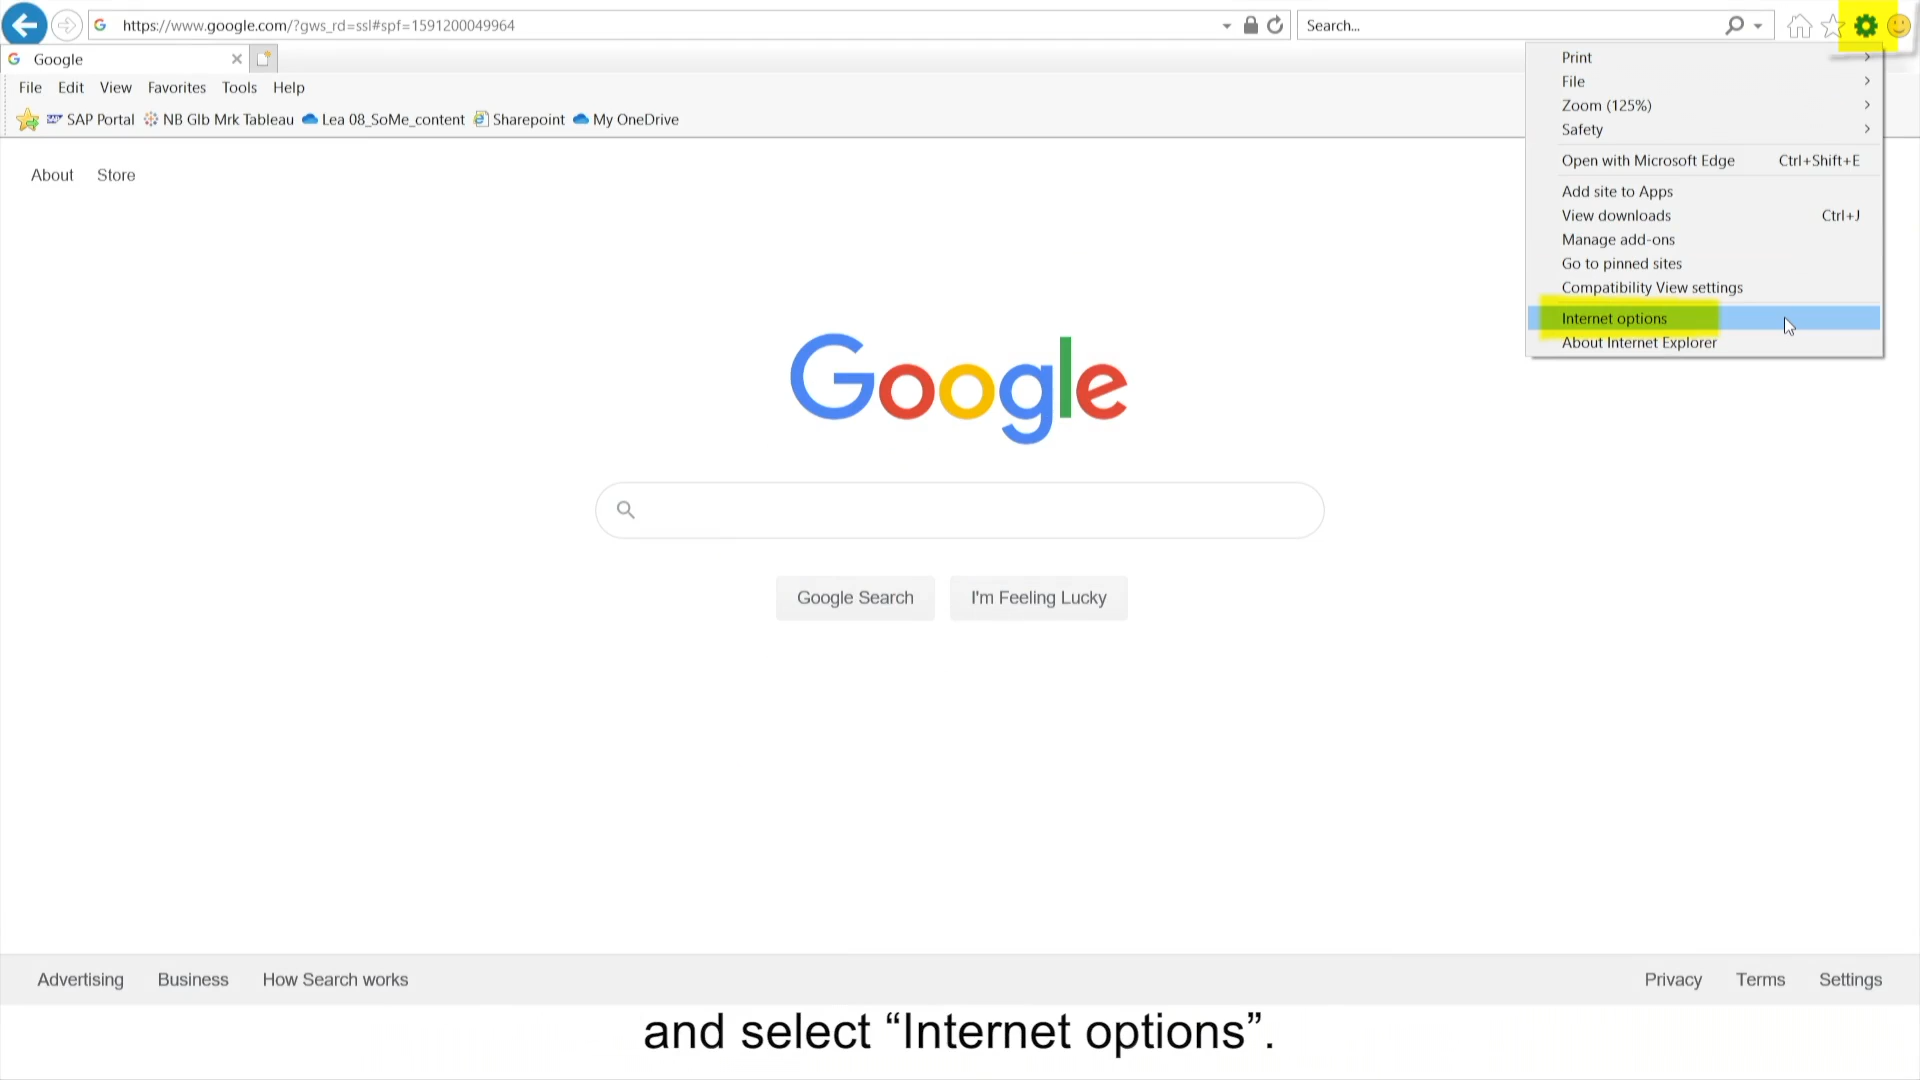 https://www.google.com/?gws_rd=ssl#spf=1591200049964
Search...
Google
File Edit View Favorites Tools Help
SAP Portal NB Glb Mrk Tableau Lea 08_SoMe_content Sharepoint My OneDrive
Print
File
Zoom (125%)
Safety
Open with Microsoft Edge Ctrl+Shift+E
Add site to Apps
View downloads Ctrl+J
Manage add-ons
Go to pinned sites
Compatibility View settings
Internet options
About Internet Explorer
About Store
Google
Google Search I'm Feeling Lucky
Advertising Business How Search works Privacy Terms Settings
and select “Internet options”.